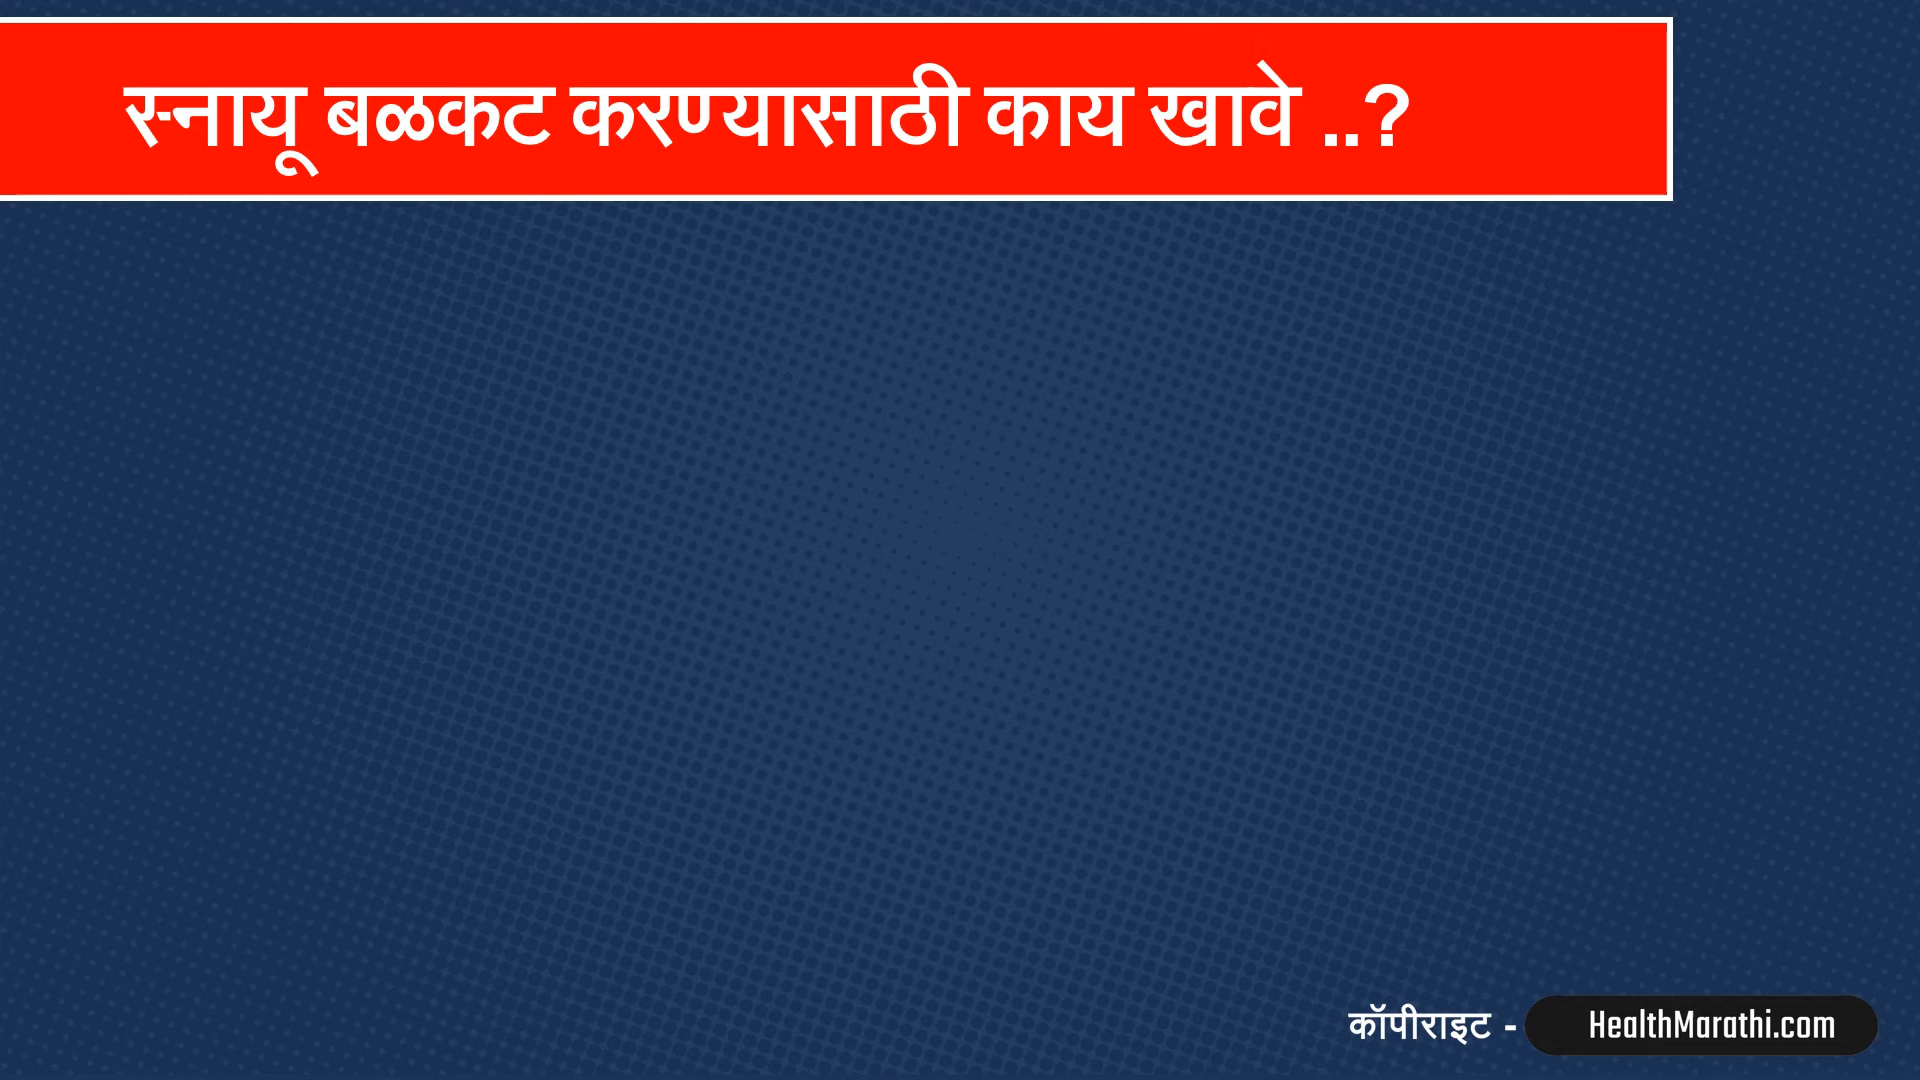 स्नायू बळकट करण्यासाठी काय खावे ..?
कॉपीराइट - HealthMarathi.com